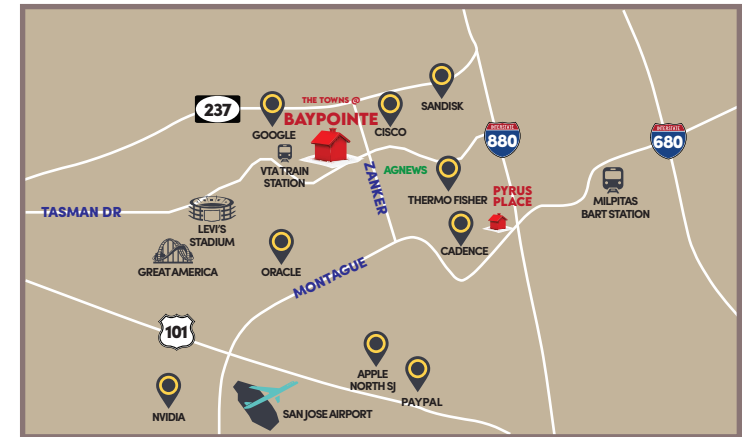 SANDISK
237
THE TOWNS @
BAYPOINTE
GOOGLE
CISCO
INTERSTATE
880
INTERSTATE
680
VTA TRAIN
STATION
ZANKER
AGNEWS
THERMO FISHER
PYRUS
PLACE
MILPITAS
BART STATION
TASMAN DR
LEVI'S
STADIUM
CADENCE
GREAT AMERICA
ORACLE
MONTAGUE
101
APPLE
NORTH SJ
PAYPAL
NVIDIA
SAN JOSE AIRPORT